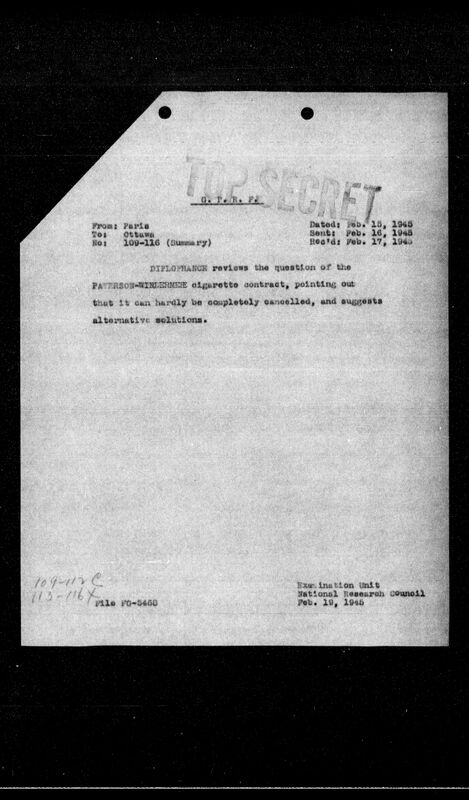 TOP SECRET
G. P. R. F.
From: Paris
To: Ottawa
No: 109-116 (Summary)
Dated: Feb. 15, 1945
Sent: Feb. 16, 1945
Rec'd: Feb. 17, 1945
DIPLOFRANCE reviews the question of the
PATERSON- cigarette contract, pointing out
that it can hardly be completely cancelled, and suggests
alternative solutions.
109-112 C
113-116 X
File FO-5465
Examination Unit
National Research Council
Feb. 19, 1945